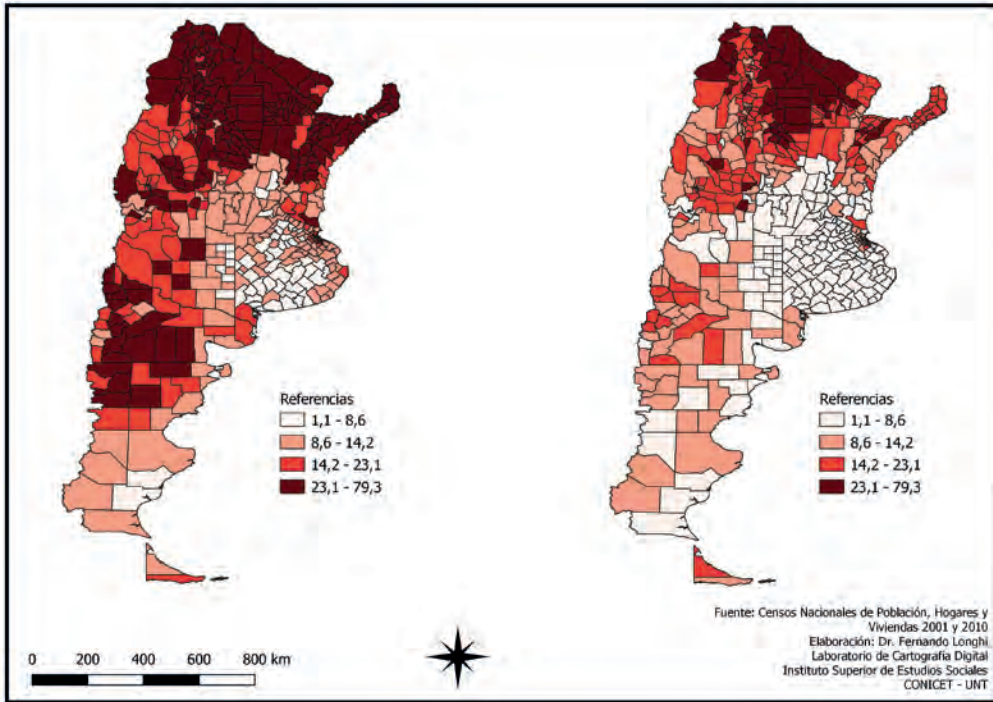 Referencias
1,1 - 8,6
8,6 - 14,2
14,2 - 23,1
23,1 - 79,3
Referencias
1,1 - 8,6
8,6 - 14,2
14,2 - 23,1
23,1 - 79,3
0 200 400 600 800 km
Fuente: Censos Nacionales de Población, Hogares y
Viviendas 2001 y 2010
Elaboración: Dr. Fernando Longhi
Laboratorio de Cartografía Digital
Instituto Superior de Estudios Sociales
CONICET - UNT